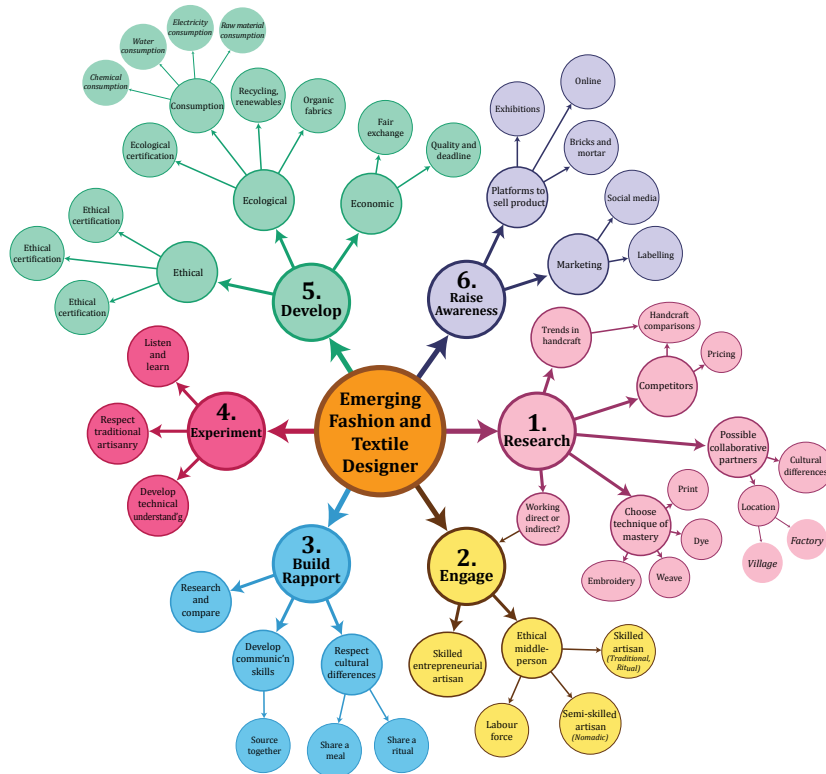 Emerging
Fashion and
Textile
Designer
1.
Research
Trends in
handcraft
Handcraft
comparisons
Competitors
Pricing
Possible
collaborative
partners
Cultural
differences
Location
Village
Factory
Choose
technique of
mastery
Print
Dye
Weave
Embroidery
Working
direct or
indirect?
2.
Engage
Skilled
entrepreneurial
artisan
Ethical
middle-
person
Skilled
artisan
(Traditional,
Ritual)
Semi-skilled
artisan
(Nomadic)
Labour
force
3.
Build
Rapport
Research
and
compare
Develop
communic'n
skills
Source
together
Respect
cultural
differences
Share a
meal
Share a
ritual
4.
Experiment
Listen
and
learn
Respect
traditional
artisanry
Develop
technical
understand'g
5.
Develop
Ethical
Ethical
certification
Ethical
certification
Ethical
certification
Ecological
Ecological
certification
Consumption
Chemical
consumption
Water
consumption
Electricity
consumption
Raw material
consumption
Recycling,
renewables
Organic
fabrics
Economic
Fair
exchange
Quality and
deadline
6.
Raise
Awareness
Platforms to
sell product
Exhibitions
Online
Bricks and
mortar
Marketing
Social media
Labelling